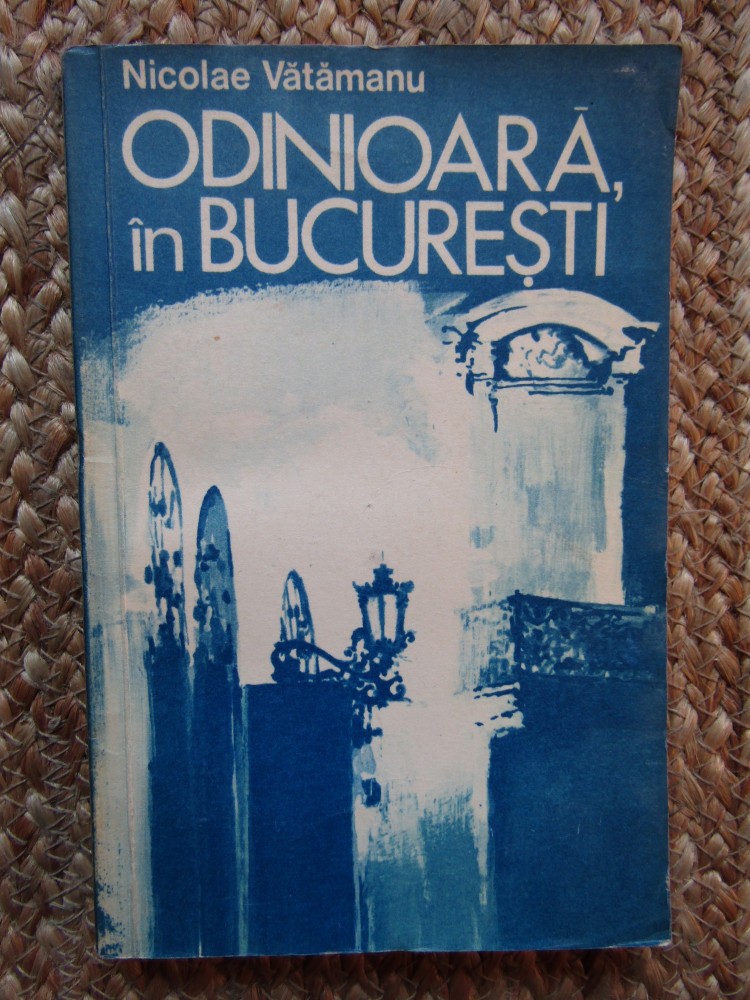 Nicolae Vătămanu
ODINIOARĂ,
în BUCUREȘTI